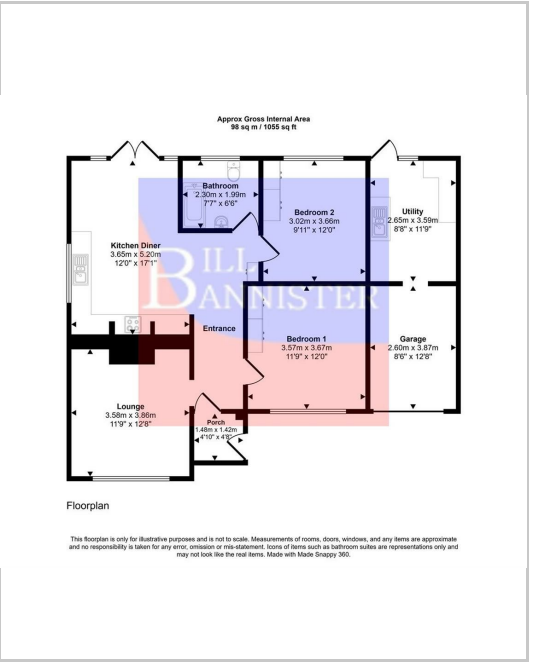 Approx Gross Internal Area
98 sq m / 1055 sq ft
Bathroom
2.30m x 1.99m
7'7" x 6'6"
Bedroom 2
3.02m x 3.66m
9'11" x 12'0"
Utility
2.65m x 3.59m
8'8" x 11'9"
Kitchen Diner
3.65m x 5.20m
12'0" x 17'1"
BILL
BANNISTER
Entrance
Bedroom 1
3.57m x 3.67m
11'9" x 12'0"
Garage
2.60m x 3.87m
8'6" x 12'8"
Lounge
3.58m x 3.86m
11'9" x 12'8"
Porch
1.48m x 1.42m
4'10" x 4'8"
Floorplan
This floorplan is only for illustrative purposes and is not to scale. Measurements of rooms, doors, windows, and any items are approximate
and no responsibility is taken for any error, omission or mis-statement. Icons of items such as bathroom suites are representations only and
may not look like the real items. Made with Made Snappy 360.